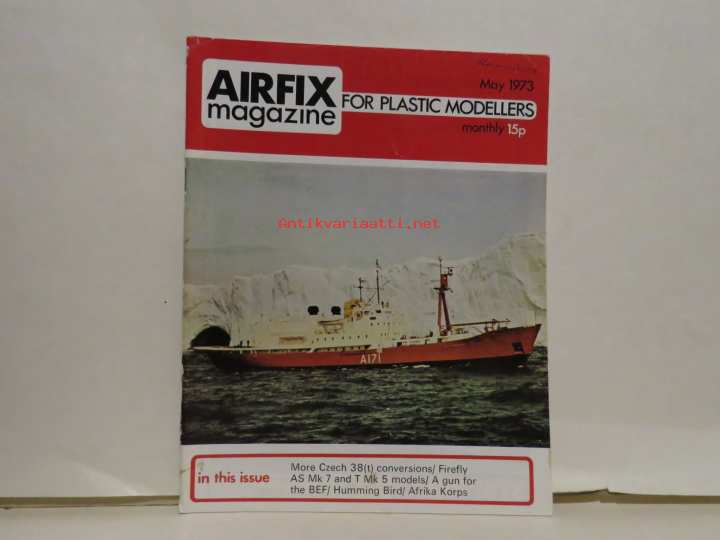 May 1973
AIRFIX
magazine
FOR PLASTIC MODELLERS
monthly 15p
Antikvariaatti.net
A171
in this issue
More Czech 38(t) conversions/ Firefly
AS Mk 7 and T Mk 5 models/ A gun for
the BEF/ Humming Bird/ Afrika Korps